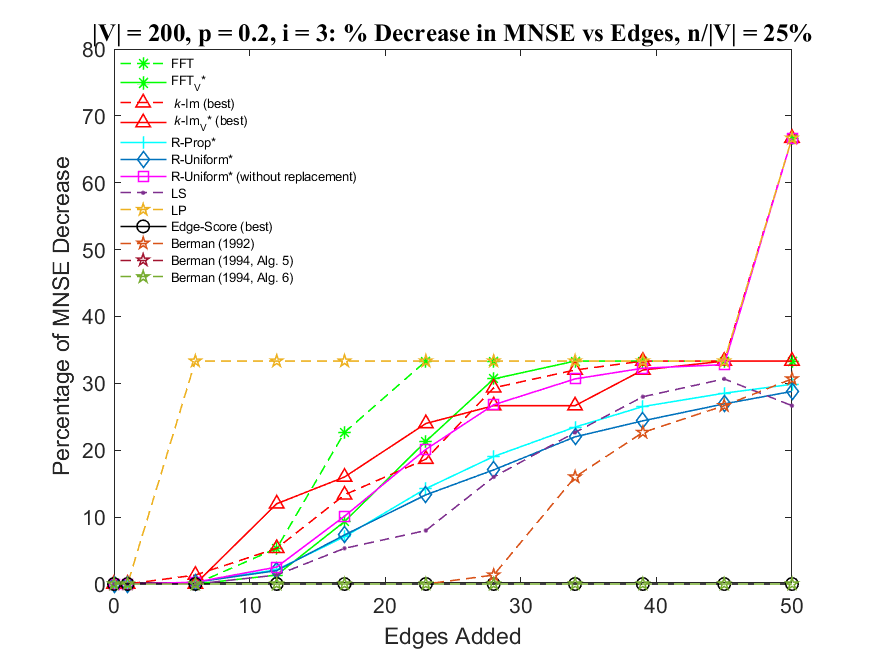 |V| = 200, p = 0.2, i = 3: % Decrease in MNSE vs Edges, n/|V| = 25%
80
70
60
50
40
30
20
10
0
Percentage of MNSE Decrease
FFT
FFT_V*
k-Im (best)
k-Im_V* (best)
R-Prop*
R-Uniform*
R-Uniform* (without replacement)
LS
LP
Edge-Score (best)
Berman (1992)
Berman (1994, Alg. 5)
Berman (1994, Alg. 6)
0 10 20 30 40 50
Edges Added